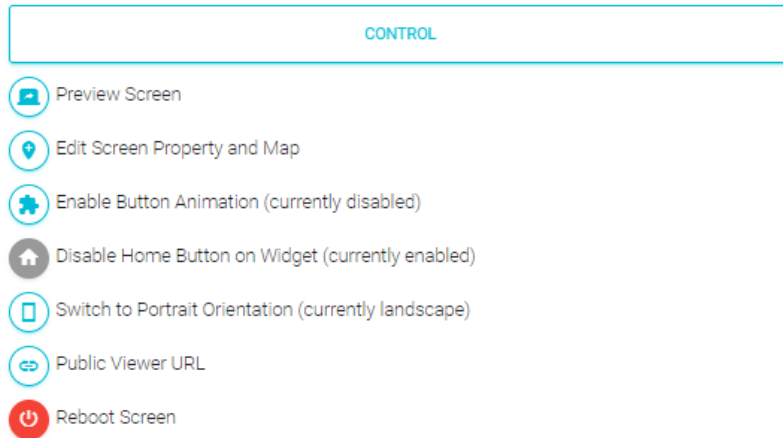 CONTROL
Preview Screen
Edit Screen Property and Map
Enable Button Animation (currently disabled)
Disable Home Button on Widget (currently enabled)
Switch to Portrait Orientation (currently landscape)
Public Viewer URL
Reboot Screen